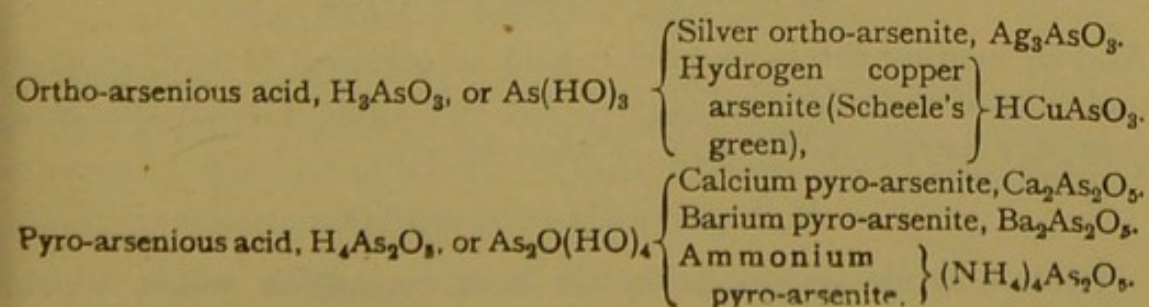 Silver ortho-arsenite, Ag₃AsO₃.
Ortho-arsenious acid, H₃AsO₃, or As(HO)₃
Hydrogen copper
arsenite (Scheele's
green),
HCuAsO₃.
Calcium pyro-arsenite, Ca₂As₂O₅.
Pyro-arsenious acid, H₄As₂O₅, or As₂O(HO)₄
Barium pyro-arsenite, Ba₂As₂O₅.
Ammonium
pyro-arsenite,
(NH₄)₄As₂O₅.